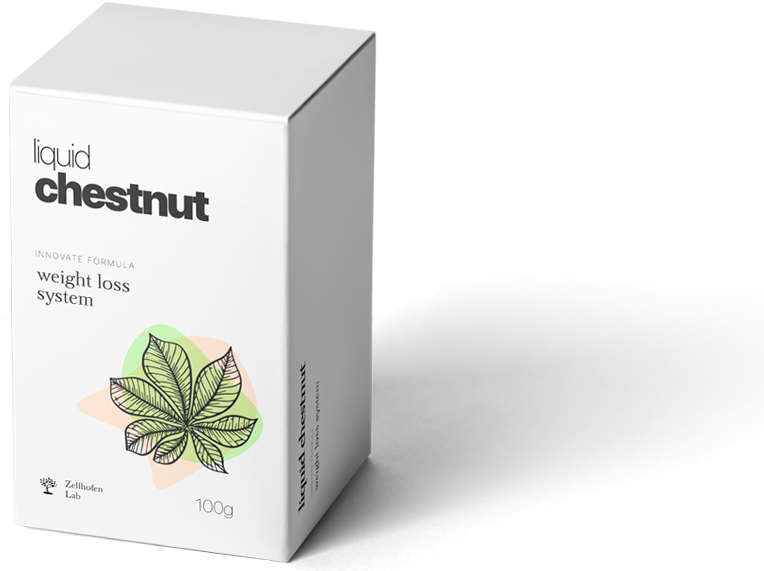 liquid
chestnut
INNOVATE FORMULA
weight loss
system
Zellhofen
Lab
100g
liquid chestnut
weight loss system